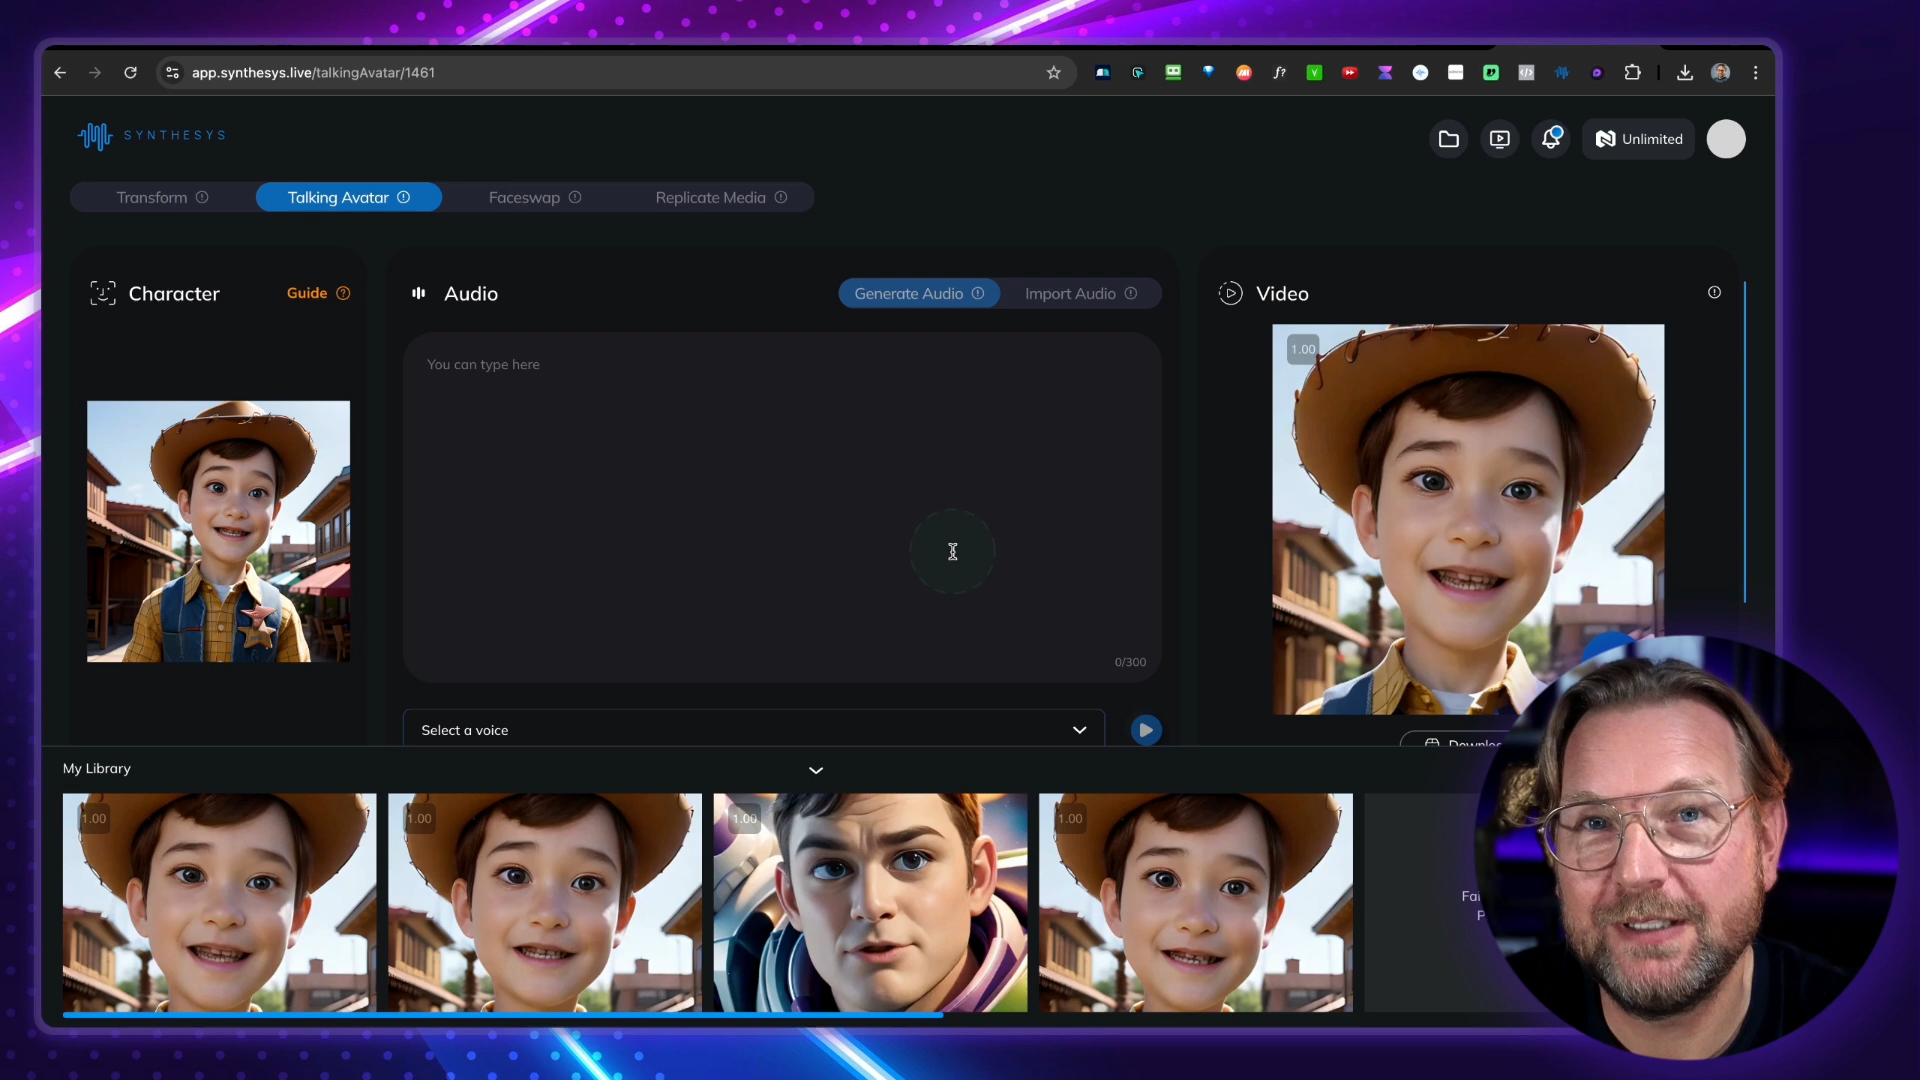 app.synthesys.live/talkingAvatar/1461
SYNTHESYS
Unlimited
Transform
Talking Avatar
Faceswap
Replicate Media
Character
Guide
Audio
Generate Audio
Import Audio
Video
You can type here
1.00
0/300
Select a voice
My Library
1.00
1.00
1.00
1.00